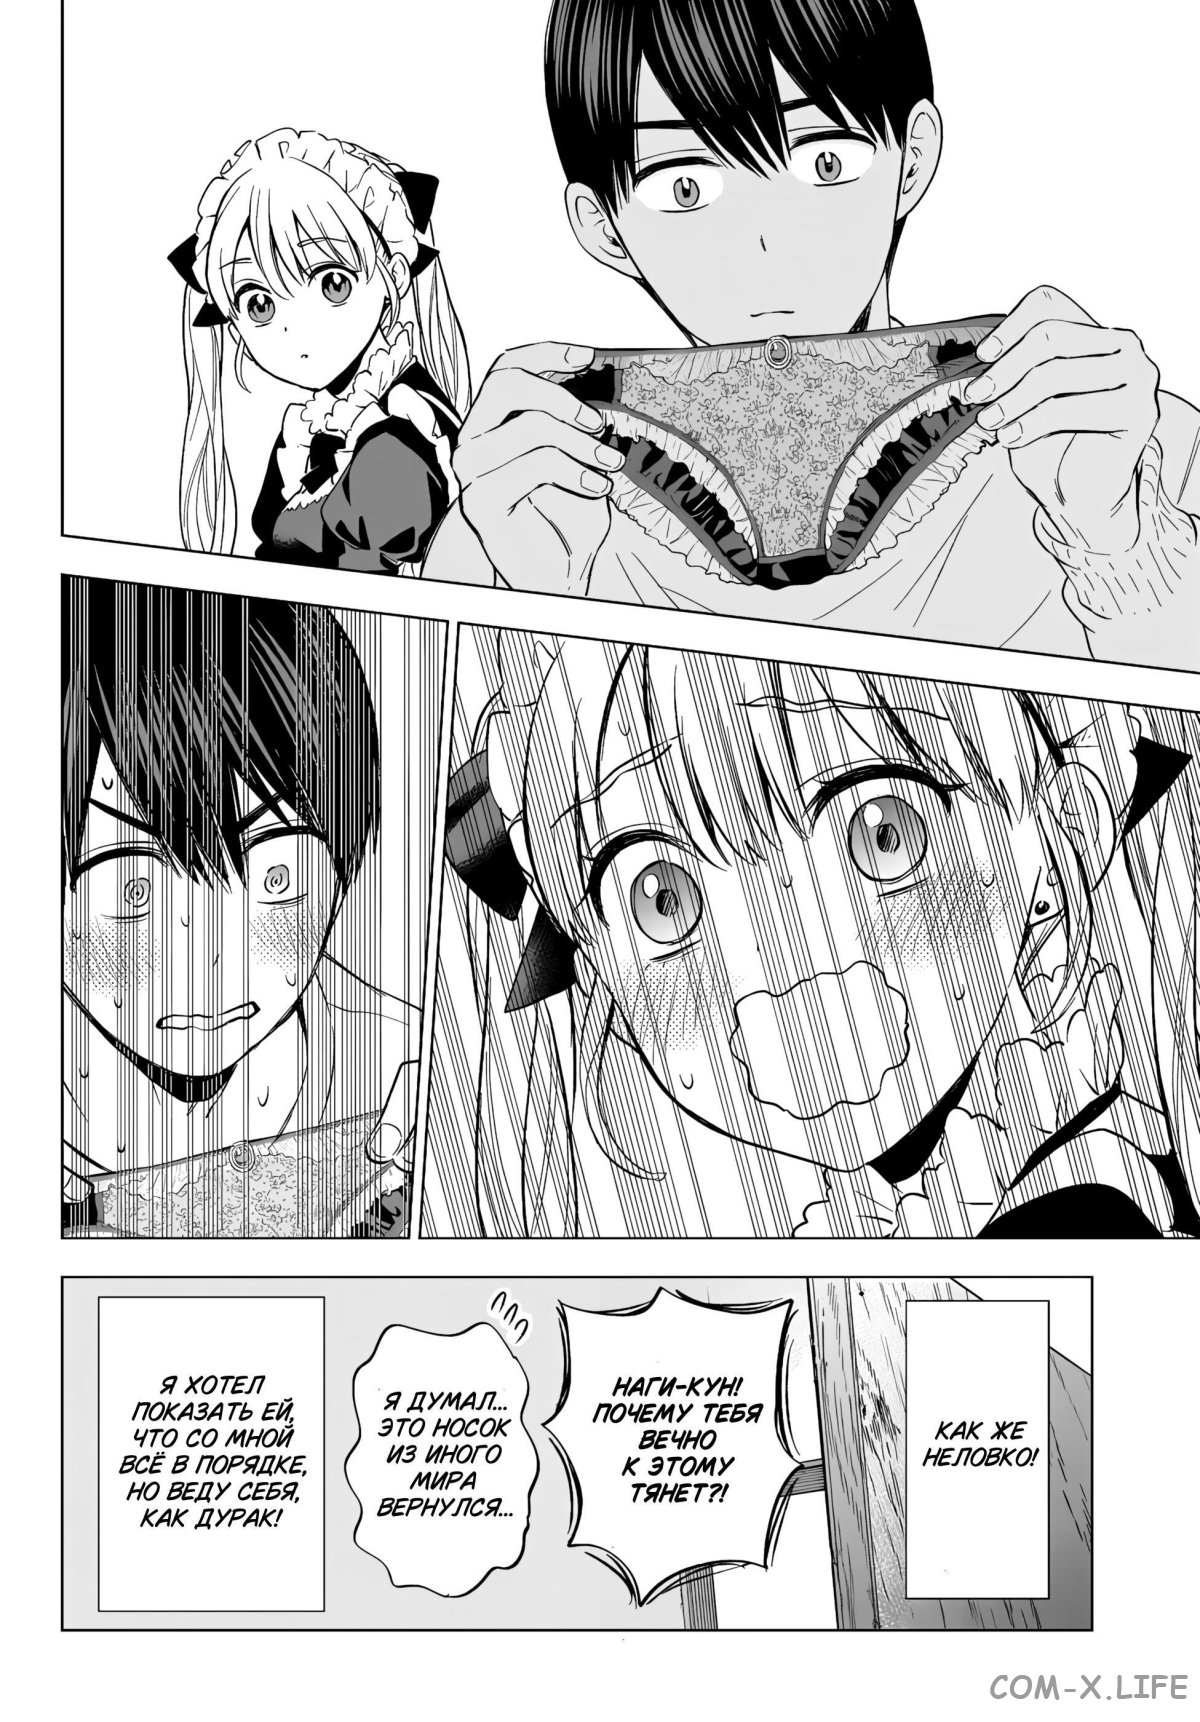 КАК ЖЕ
НЕЛОВКО!
НАГИ-КУН!
ПОЧЕМУ ТЕБЯ
ВЕЧНО
К ЭТОМУ
ТЯНЕТ?!
Я ДУМАЛ...
ЭТО НОСОК
ИЗ ИНОГО
МИРА
ВЕРНУЛСЯ...
Я ХОТЕЛ
ПОКАЗАТЬ ЕЙ,
ЧТО СО МНОЙ
ВСЁ В ПОРЯДКЕ,
НО ВЕДУ СЕБЯ,
КАК ДУРАК!
COM-X.LIFE